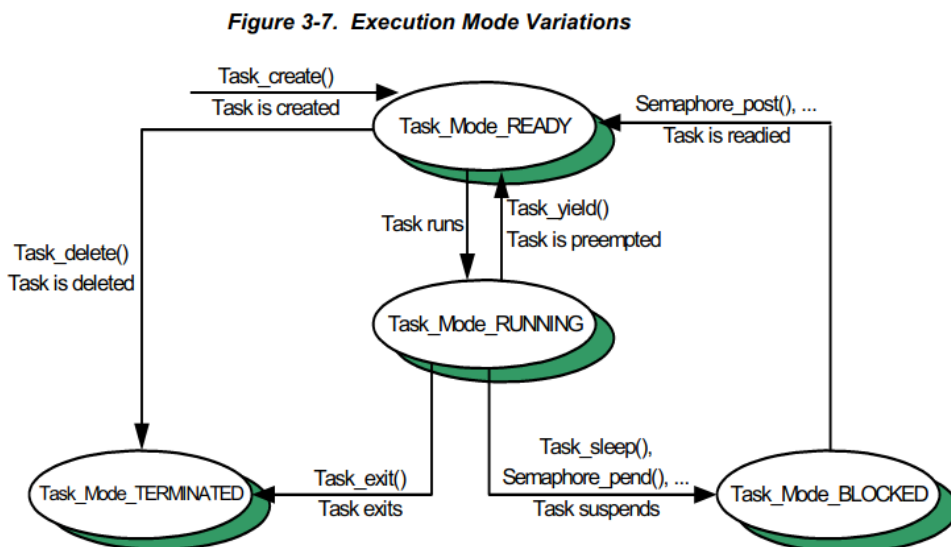 Figure 3-7. Execution Mode Variations
Task_create()
Task is created
Task_Mode_READY
Semaphore_post(), ...
Task is readied
Task_delete()
Task is deleted
Task runs
Task_yield()
Task is preempted
Task_Mode_RUNNING
Task_Mode_TERMINATED
Task_exit()
Task exits
Task_sleep(),
Semaphore_pend(), ...
Task suspends
Task_Mode_BLOCKED